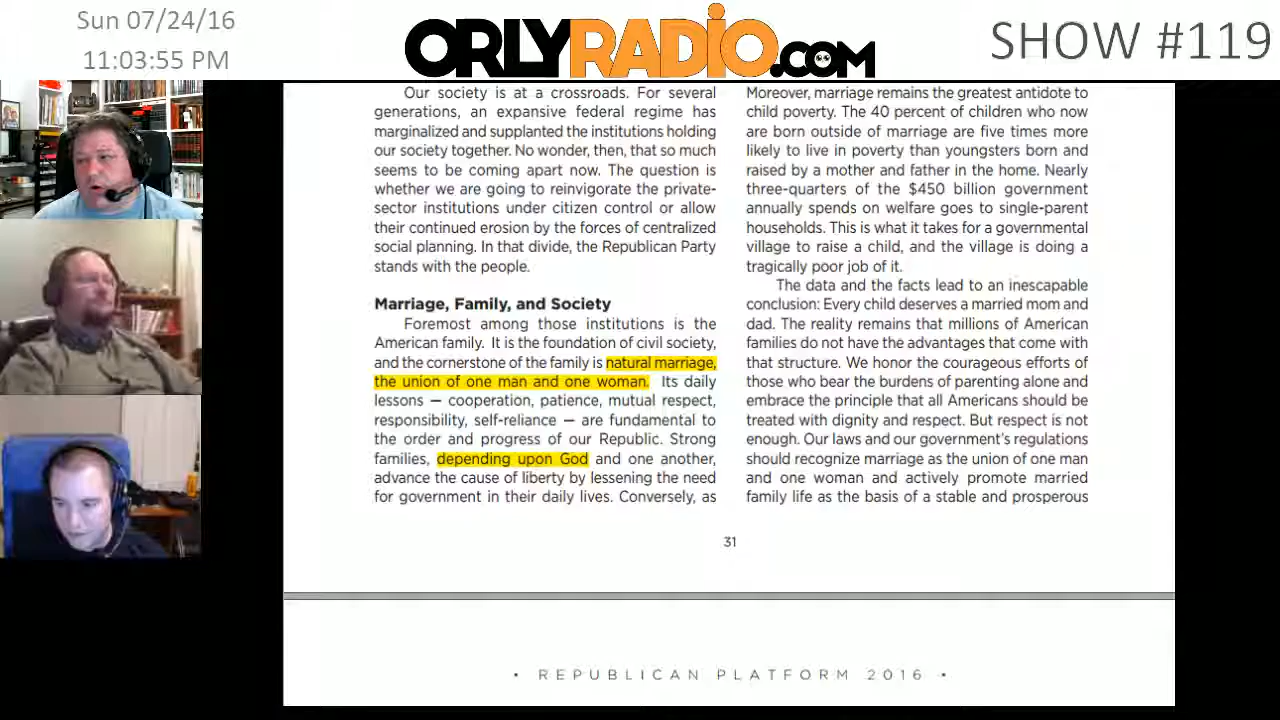 Sun 07/24/16
11:03:55 PM
ORLYRADiO.COM
SHOW #119
Our society is at a crossroads. For several
generations, an expansive federal regime has
marginalized and supplanted the institutions holding
our society together. No wonder, then, that so much
seems to be coming apart now. The question is
whether we are going to reinvigorate the private-
sector institutions under citizen control or allow
their continued erosion by the forces of centralized
social planning. In that divide, the Republican Party
stands with the people.
Marriage, Family, and Society
Foremost among those institutions is the
American family. It is the foundation of civil society,
and the cornerstone of the family is natural marriage,
the union of one man and one woman. Its daily
lessons — cooperation, patience, mutual respect,
responsibility, self-reliance — are fundamental to
the order and progress of our Republic. Strong
families, depending upon God and one another,
advance the cause of liberty by lessening the need
for government in their daily lives. Conversely, as
Moreover, marriage remains the greatest antidote to
child poverty. The 40 percent of children who now
are born outside of marriage are five times more
likely to live in poverty than youngsters born and
raised by a mother and father in the home. Nearly
three-quarters of the $450 billion government
annually spends on welfare goes to single-parent
households. This is what it takes for a governmental
village to raise a child, and the village is doing a
tragically poor job of it.
The data and the facts lead to an inescapable
conclusion: Every child deserves a married mom and
dad. The reality remains that millions of American
families do not have the advantages that come with
that structure. We honor the courageous efforts of
those who bear the burdens of parenting alone and
embrace the principle that all Americans should be
treated with dignity and respect. But respect is not
enough. Our laws and our government's regulations
should recognize marriage as the union of one man
and one woman and actively promote married
family life as the basis of a stable and prosperous
31
• REPUBLICAN PLATFORM 2016 •